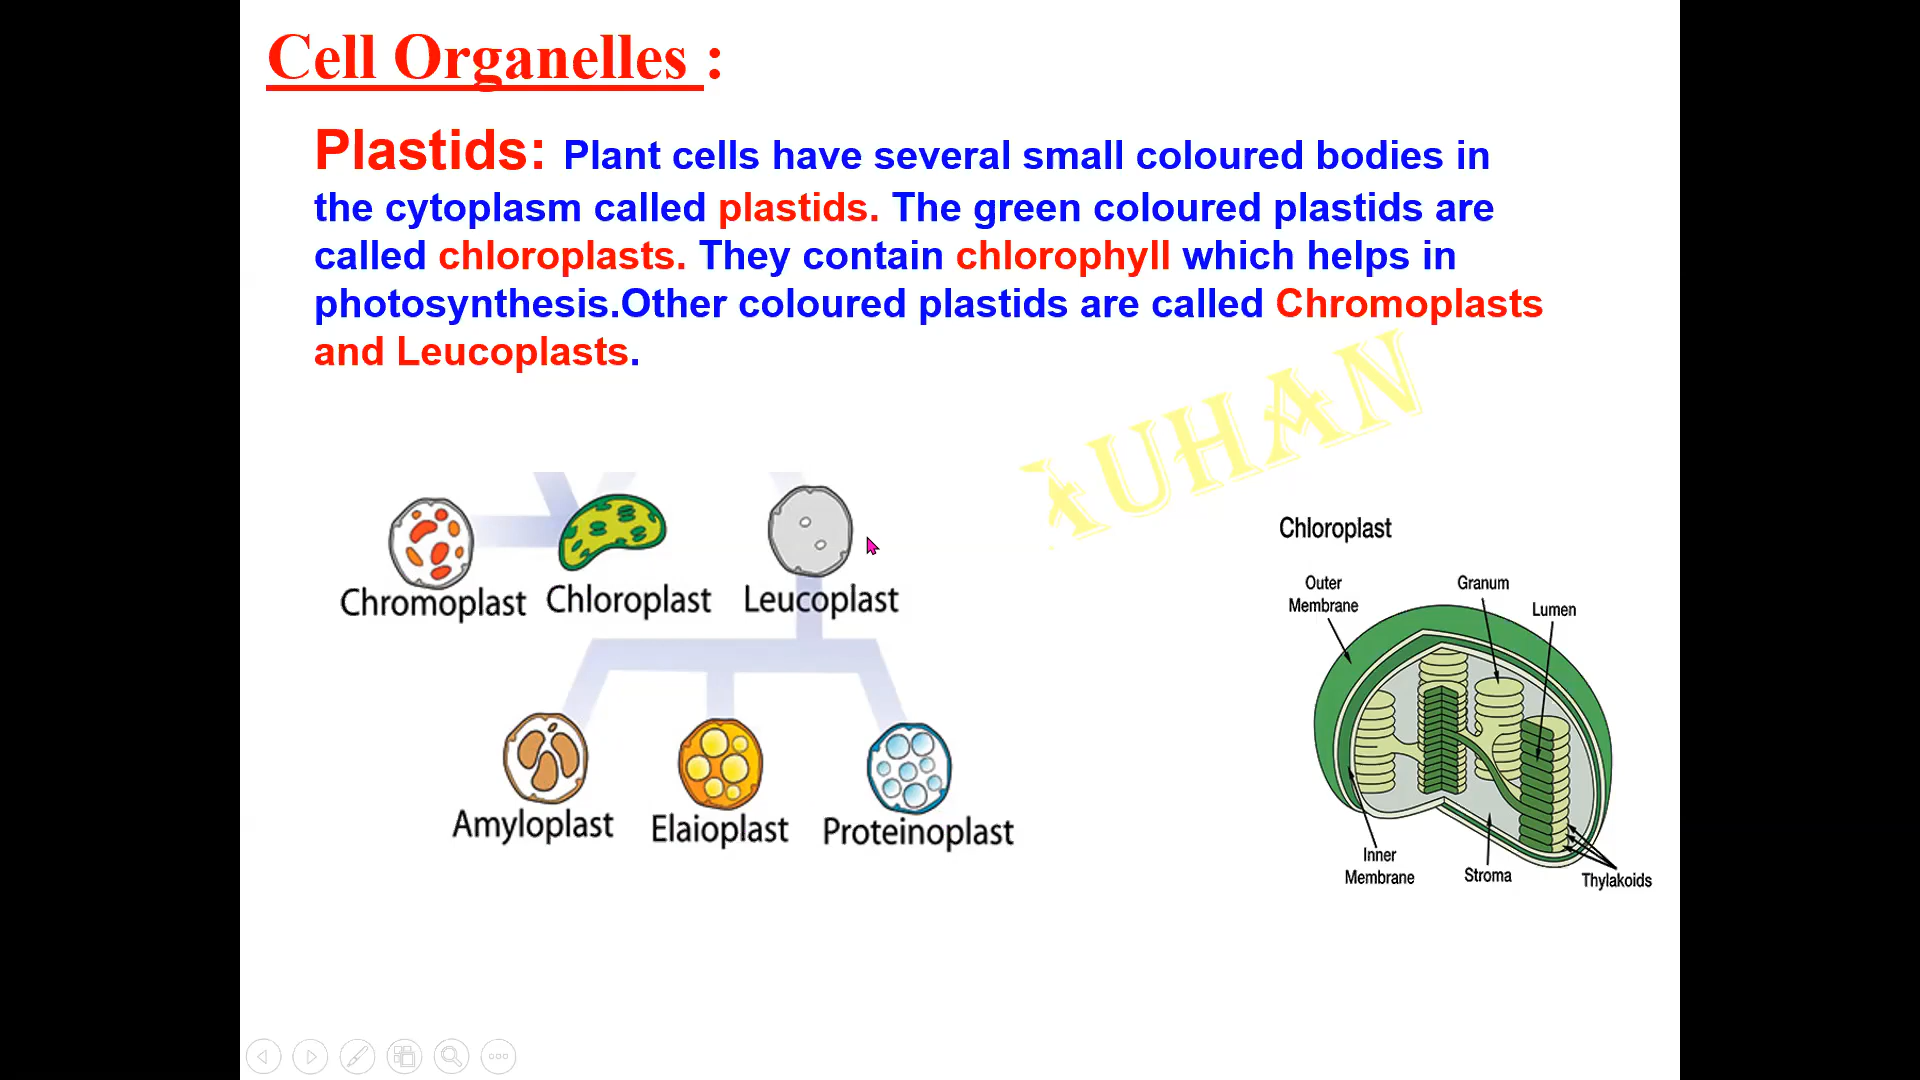 Cell Organelles :
Plastids: Plant cells have several small coloured bodies in
the cytoplasm called plastids. The green coloured plastids are
called chloroplasts. They contain chlorophyll which helps in
photosynthesis.Other coloured plastids are called Chromoplasts
and Leucoplasts.
AUHAN
Chromoplast
Chloroplast
Leucoplast
Amyloplast
Elaioplast
Proteinoplast
Chloroplast
Outer
Membrane
Granum
Lumen
Inner
Membrane
Stroma
Thylakoids